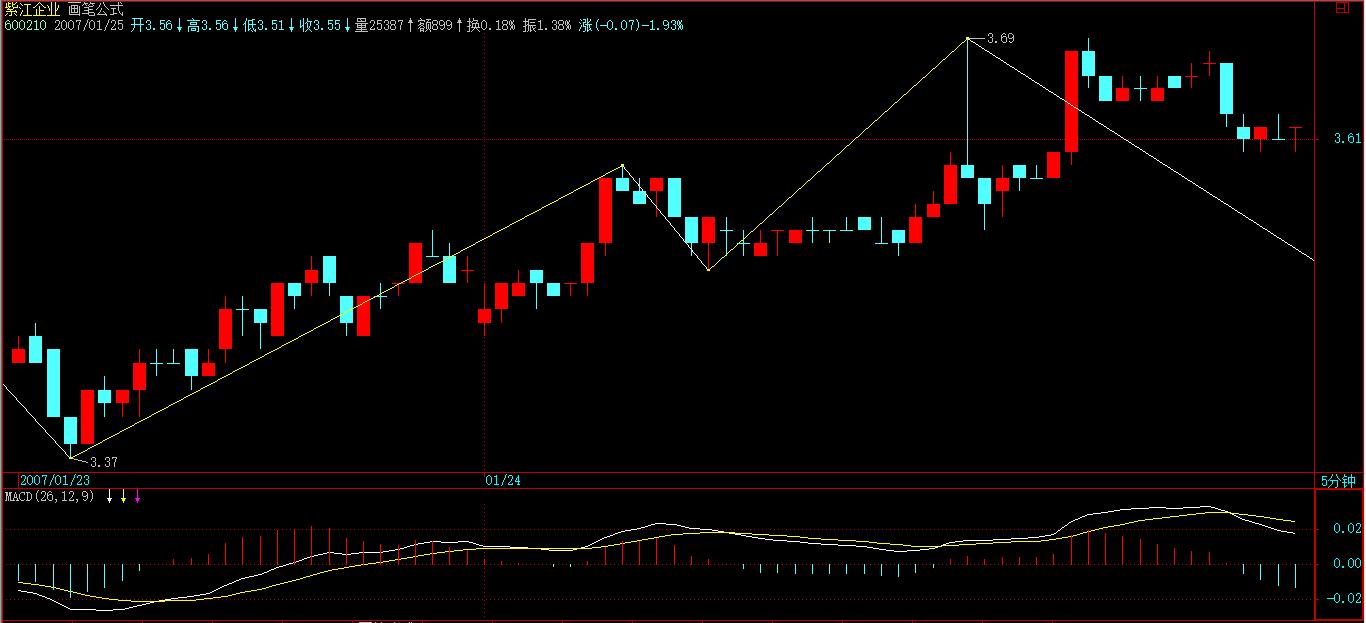 紫江企业 画笔公式
600210 2007/01/25 开3.56↓高3.56↓低3.51↓收3.55↓量25387↑额899↑换0.18% 振1.38% 涨(-0.07)-1.93%
3.69
3.61
3.37
2007/01/23 01/24 5分钟
MACD(26,12,9) ↓ ↓ ↓
0.02
0.00
-0.02